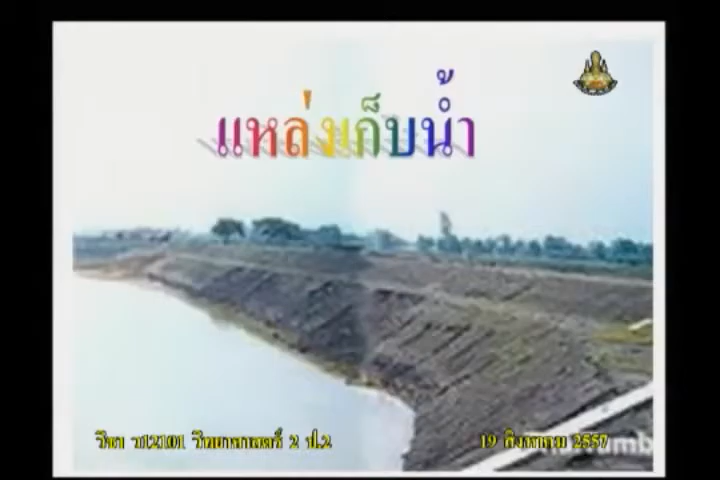 แหล่งเก็บน้ำ
วิชา ว12101 วิทยาศาสตร์ 2 ป.2
19 สิงหาคม 2557